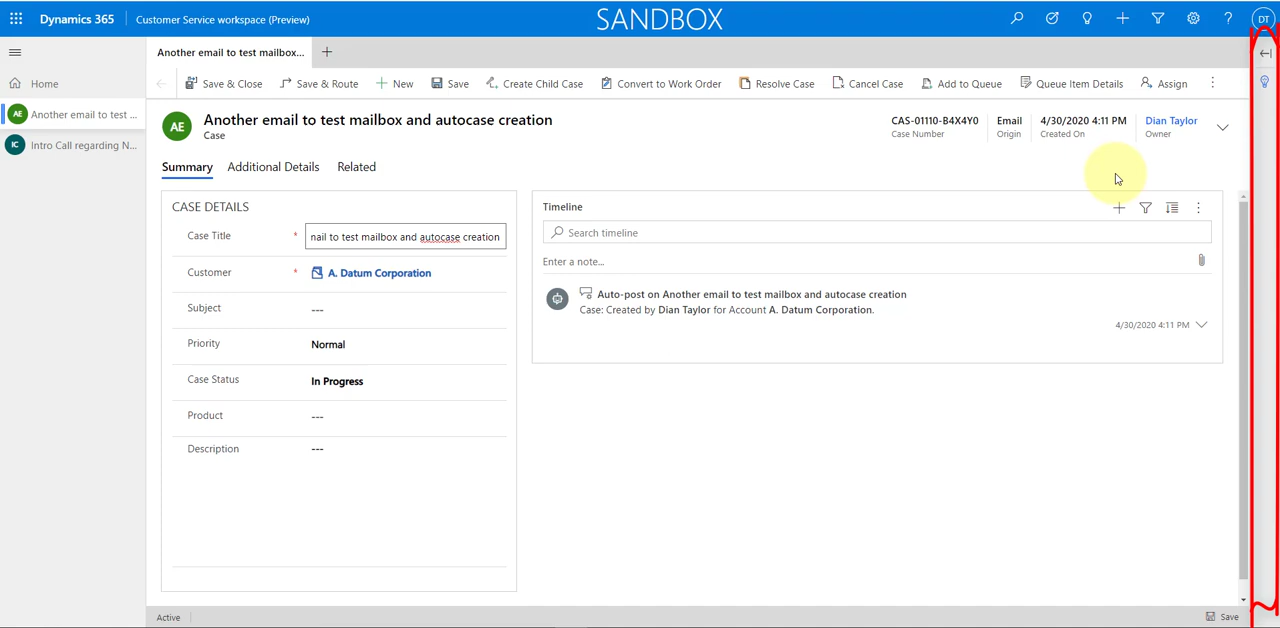 Dynamics 365
Customer Service workspace (Preview)
SANDBOX
DT
Another email to test mailbox...
Home
AE
Another email to test ...
IC
Intro Call regarding N...
Save & Close
Save & Route
New
Save
Create Child Case
Convert to Work Order
Resolve Case
Cancel Case
Add to Queue
Queue Item Details
Assign
AE
Another email to test mailbox and autocase creation
Case
CAS-01110-B4X4Y0
Case Number
Email
Origin
4/30/2020 4:11 PM
Created On
Dian Taylor
Owner
Summary
Additional Details
Related
CASE DETAILS
Case Title
*
nail to test mailbox and autocase creation
Customer
*
A. Datum Corporation
Subject
---
Priority
Normal
Case Status
In Progress
Product
---
Description
---
Timeline
Search timeline
Enter a note...
Auto-post on Another email to test mailbox and autocase creation
Case: Created by Dian Taylor for Account A. Datum Corporation.
4/30/2020 4:11 PM
Active
Save